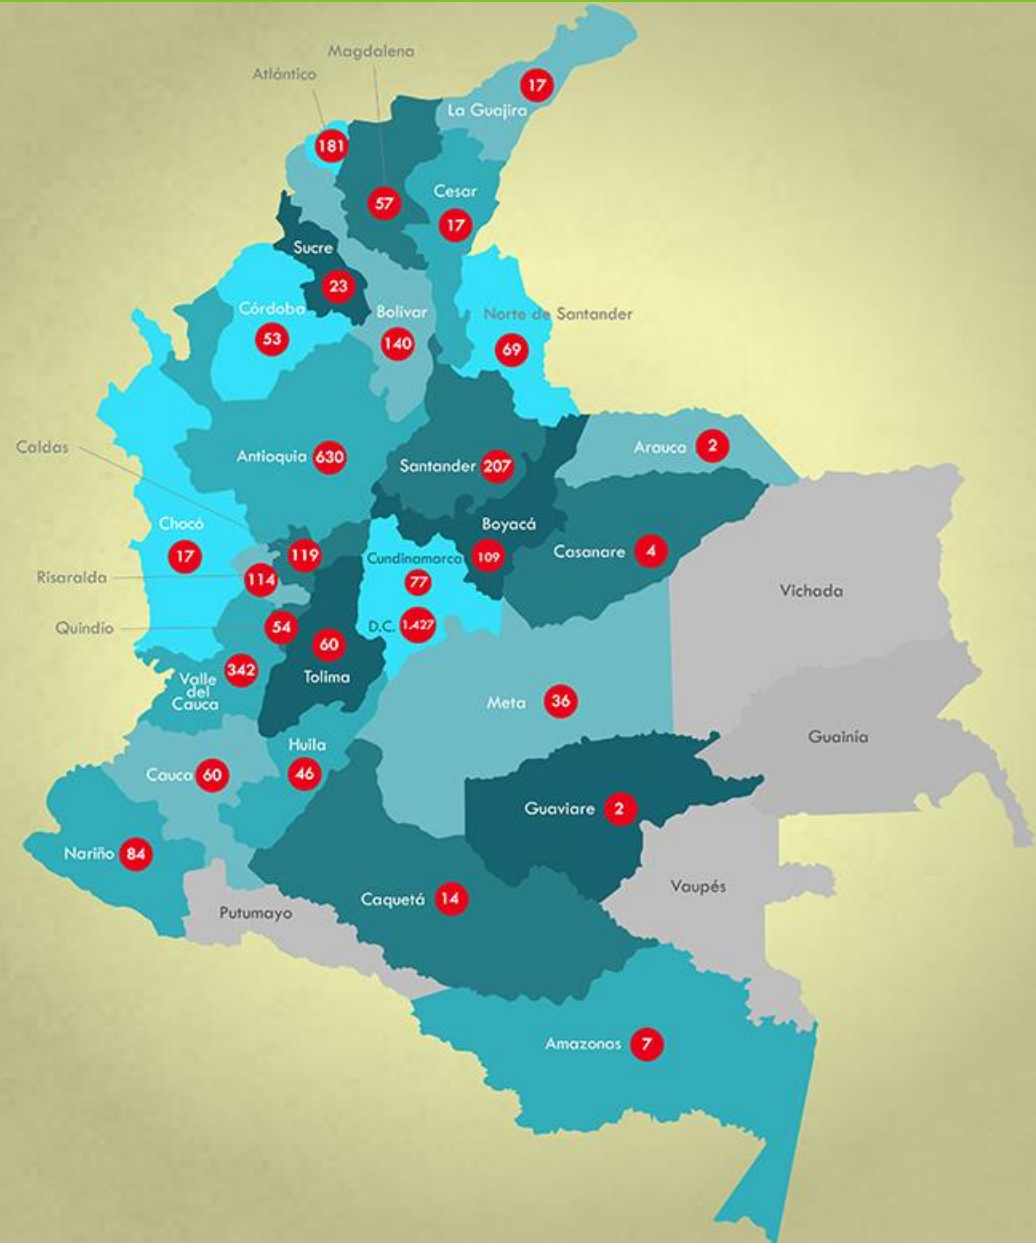 Magdalena
Atlántico
17
La Guajira
181
Cesar
57
17
Sucre
23
Córdoba
53
Bolívar
140
Norte de Santander
69
Caldas
Antioquia 630
Santander 207
Arauca 2
Chocó
17
Boyacá
109
Casanare 4
119
Cundinamarca
77
Risaralda
114
Vichada
Quindío
54
D.C. 1.427
60
Tolima
342
Valle
del
Cauca
Meta 36
Guainía
Huila
46
Cauca 60
Guaviare 2
Nariño 84
Vaupés
Caquetá 14
Putumayo
Amazonas 7